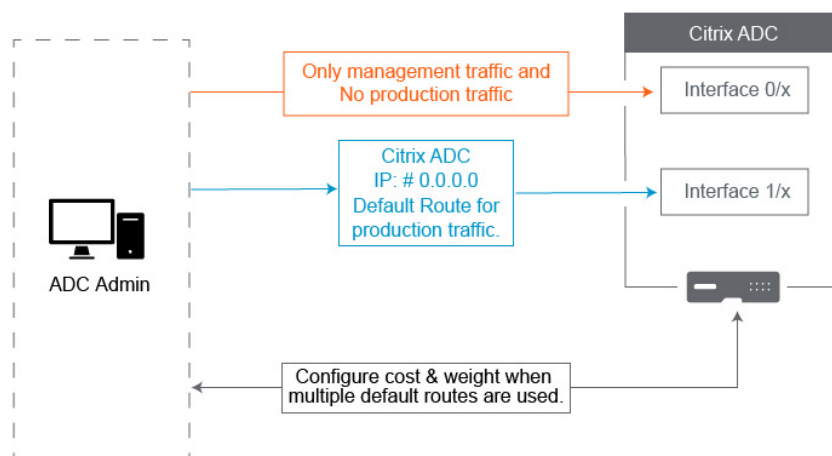 Citrix ADC
Only management traffic and
No production traffic
Interface 0/x
Citrix ADC
IP: # 0.0.0.0
Default Route for
production traffic.
Interface 1/x
ADC Admin
Configure cost & weight when
multiple default routes are used.